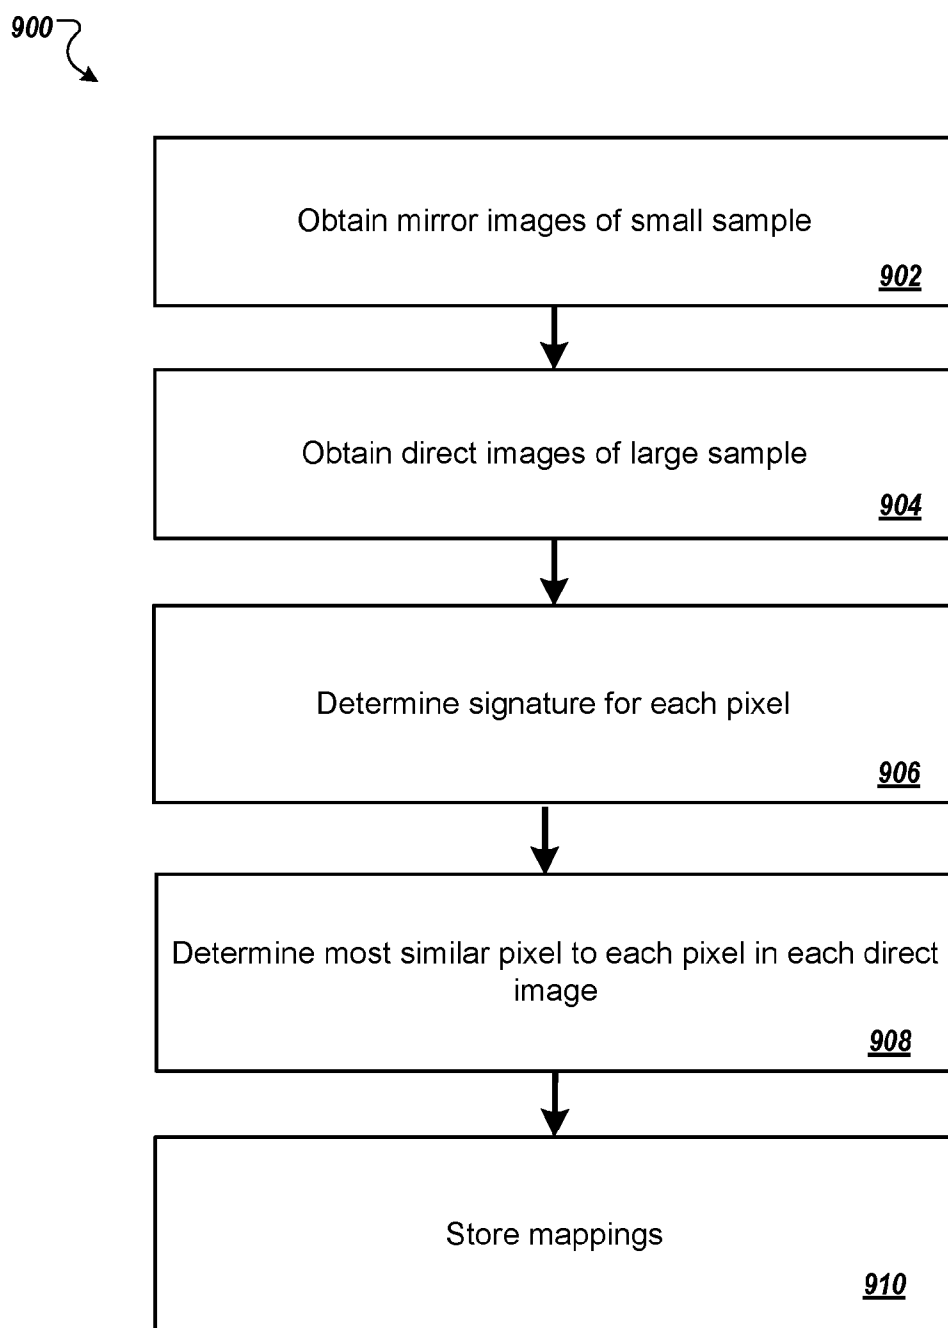 900
Obtain mirror images of small sample
902
Obtain direct images of large sample
904
Determine signature for each pixel
906
Determine most similar pixel to each pixel in each direct
image
908
Store mappings
910